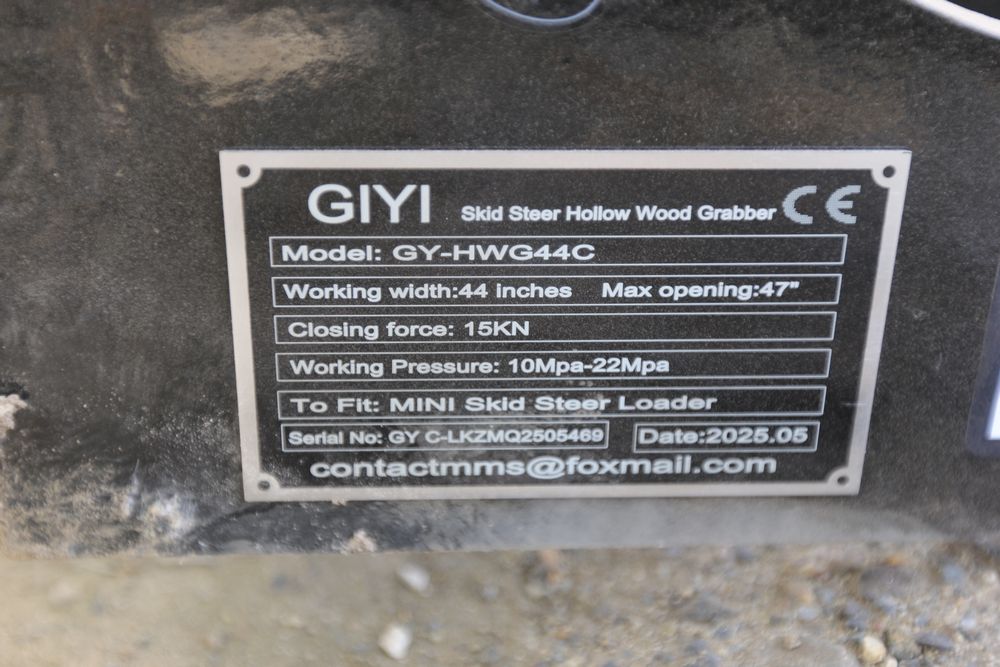 GIYI Skid Steer Hollow Wood Grabber CE
Model: GY-HWG44C
Working width:44 inches Max opening:47"
Closing force: 15KN
Working Pressure: 10Mpa-22Mpa
To Fit: MINI Skid Steer Loader
Serial No: GY C-LKZMQ2505469 Date:2025.05
contactmms@foxmail.com